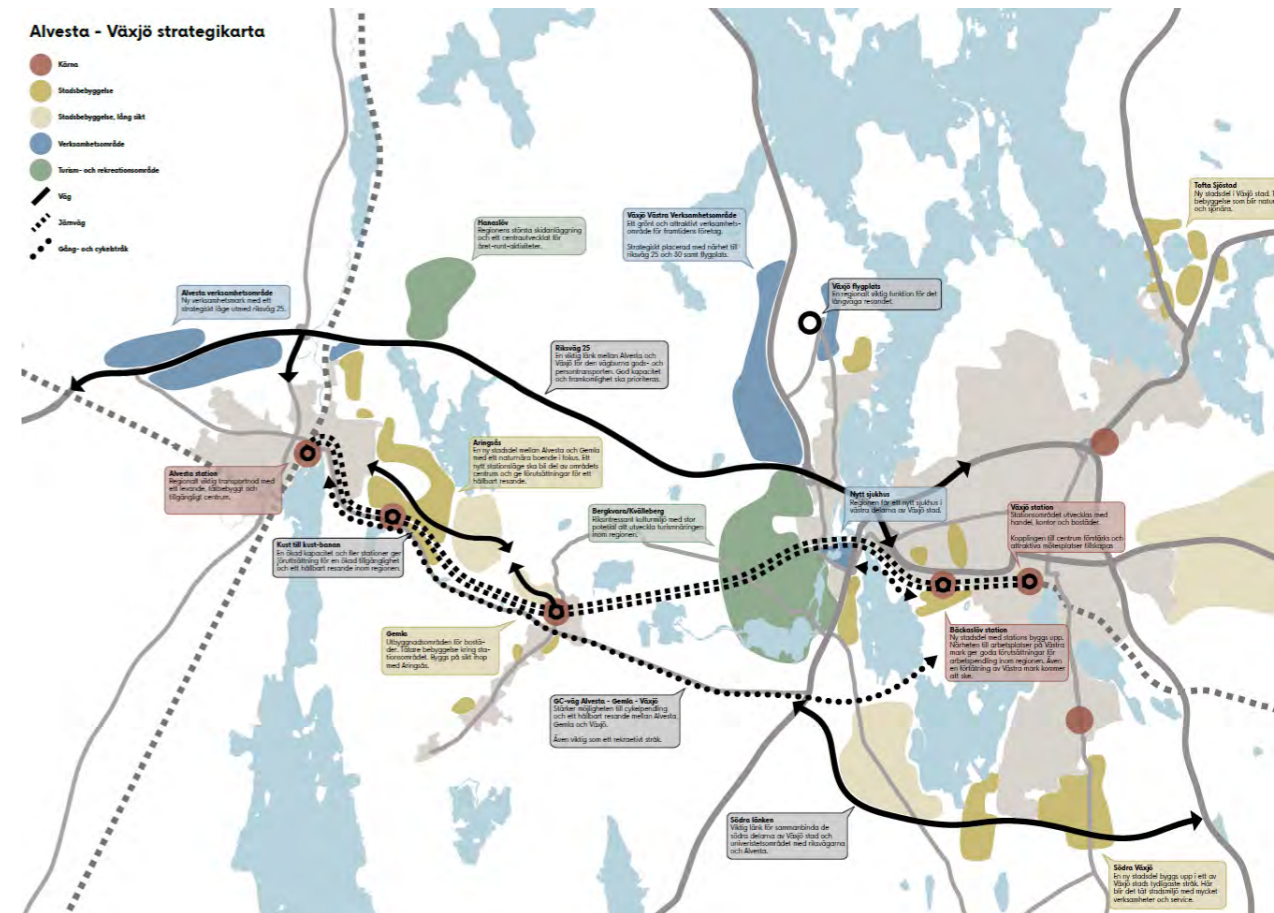 Alvesta - Växjö strategikarta
Kärna
Stadsbebyggelse
Stadsbebyggelse, lång sikt
Verksamhetsområde
Turism- och rekreationsområde
Väg
Järnväg
Gång- och cykelstråk
Tofta Sjöstad
Ny stadsdel i Växjö stad.
bebyggelse som blir
och sjönära.
Hanaslöv
Regionens största skidanläggning
och ett centrautvecklat för
året-runt-aktiviteter.
Växjö Västra Verksamhetsområde
Ett grönt och attraktivt verksamhets-
område för framtidens företag.
Strategiskt placerad med närhet till
riksväg 25 och 30 samt flygplats.
Växjö flygplats
En regionalt viktig funktion för det
långväga resandet.
Alvesta verksamhetsområde
Ny verksamhetsmark med ett
strategiskt läge utmed riksväg 25.
Riksväg 25
En viktig länk mellan Alvesta och
Växjö för den vägburna gods- och
persontransporten. God kapacitet
och framkomlighet ska prioriteras.
Aringsås
En ny stadsdel mellan Alvesta och Gemla
med ett naturnära boende i fokus. Ett
nytt stationsläge ska bli del av områdets
centrum och ge förutsättningar för ett
hållbart resande.
Alvesta station
Regionalt viktig transportnod med
ett levande, tätbebyggt och
tillgängligt centrum.
Nytt sjukhus
Regionen får ett nytt sjukhus i
västra delarna av Växjö stad.
Växjö station
Stationsområdet utvecklas med
handel, kontor och bostäder.
Kopplingen till centrum förstärks och
attraktiva mötesplatser tillskapas
Bergkvara/Kvälleberg
Riksintressant kulturmiljö med stor
potetial att utveckla turismnäringen
inom regionen.
Kust till kust-banan
En ökad kapacitet och fler stationer ger
förutsättning för en ökad tillgänglighet
och ett hållbart resande inom regionen.
Gemla
Utbyggnadsområden för bostä-
der. Tätare bebyggelse kring sta-
tionsområdet. Byggs på sikt ihop
med Aringsås.
Bäckaslöv station
Ny stadsdel med stations byggs upp.
Närheten till arbetsplatser på Västra
mark ger goda förutsättningar för
arbetspendling inom regionen. Även
en förtätning av Västra mark kommer
att ske.
GC-väg Alvesta - Gemla - Växjö
Stärker möjligheten till cykelpendling
och ett hållbart resande mellan Alvesta,
Gemla och Växjö.
Även viktig som ett rekreativt stråk.
Södra länken
Viktig länk för sammanbinda de
södra delarna av Växjö stad och
universitetsområdet med riksvägarna
och Alvesta.
Södra Växjö
En ny stadsdel byggs upp i ett av
Växjö stads tydligaste stråk. Här
blir det tät stadsmiljö med mycket
verksamheter och service.